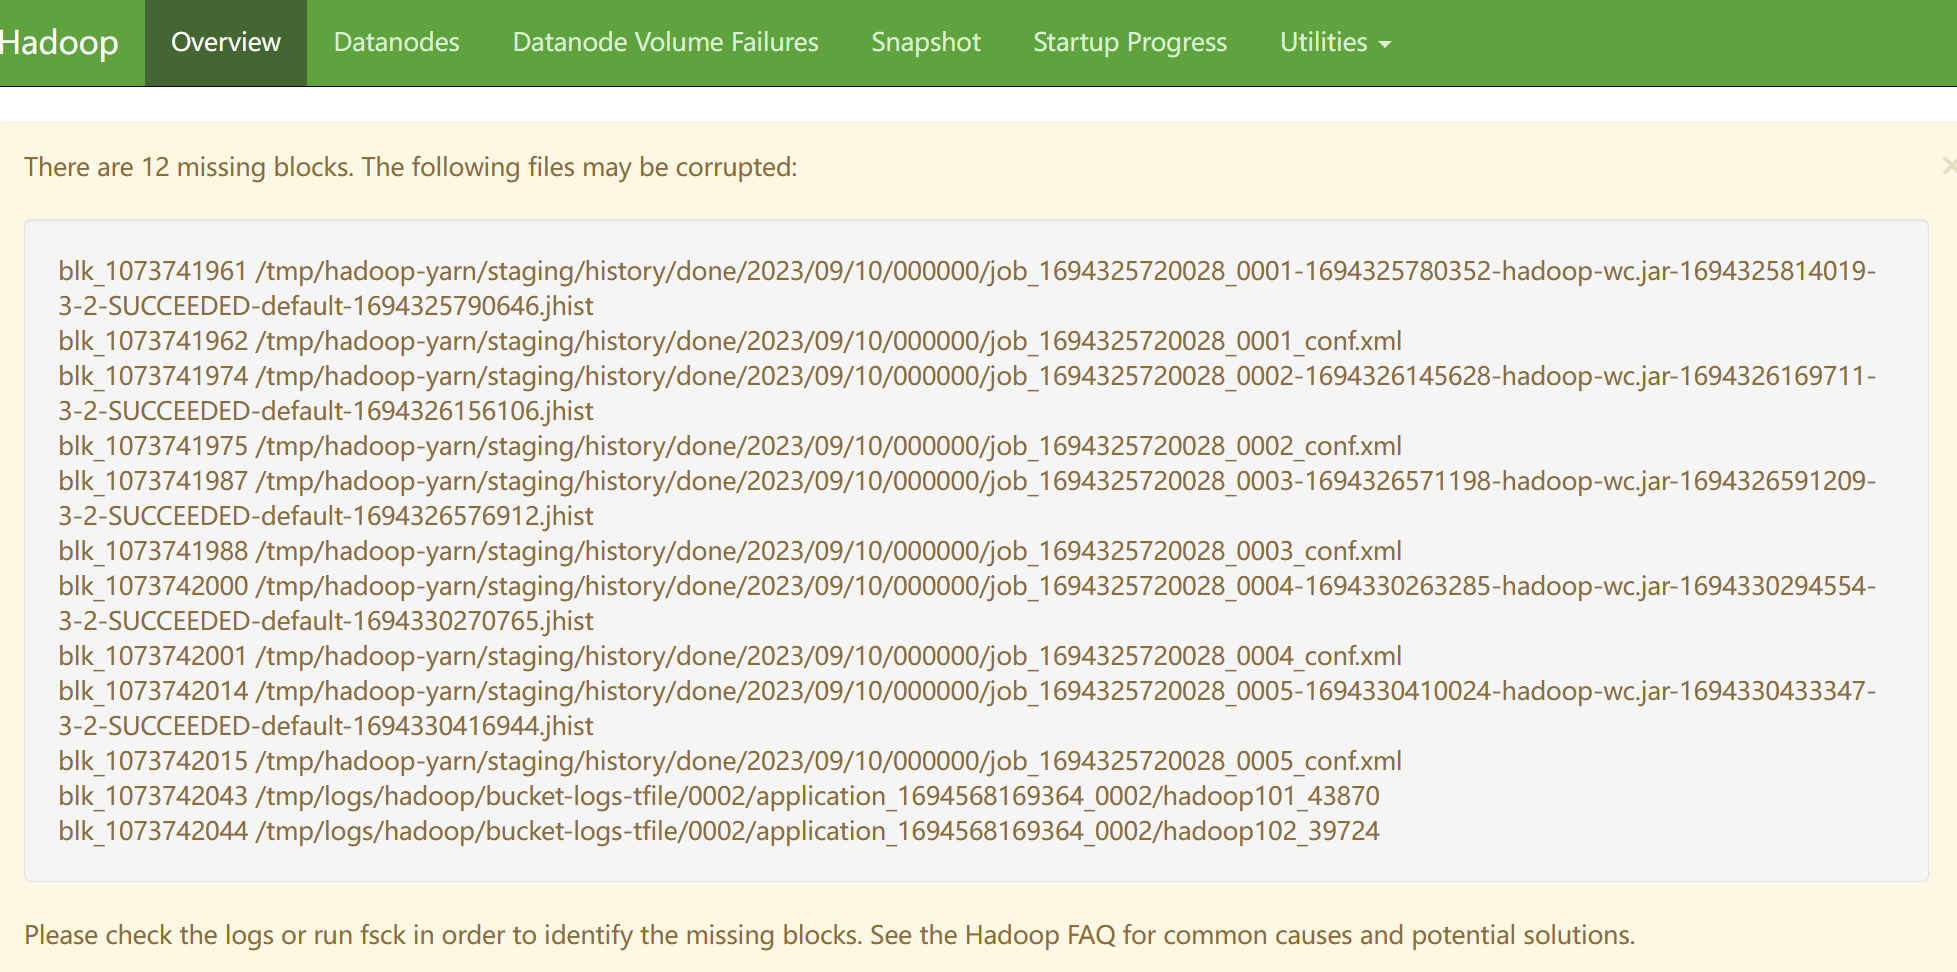 Hadoop Overview Datanodes Datanode Volume Failures Snapshot Startup Progress Utilities
There are 12 missing blocks. The following files may be corrupted:
blk_1073741961 /tmp/hadoop-yarn/staging/history/done/2023/09/10/000000/job_1694325720028_0001-1694325780352-hadoop-wc.jar-1694325814019-
3-2-SUCCEEDED-default-1694325790646.jhist
blk_1073741962 /tmp/hadoop-yarn/staging/history/done/2023/09/10/000000/job_1694325720028_0001_conf.xml
blk_1073741974 /tmp/hadoop-yarn/staging/history/done/2023/09/10/000000/job_1694325720028_0002-1694326145628-hadoop-wc.jar-1694326169711-
3-2-SUCCEEDED-default-1694326156106.jhist
blk_1073741975 /tmp/hadoop-yarn/staging/history/done/2023/09/10/000000/job_1694325720028_0002_conf.xml
blk_1073741987 /tmp/hadoop-yarn/staging/history/done/2023/09/10/000000/job_1694325720028_0003-1694326571198-hadoop-wc.jar-1694326591209-
3-2-SUCCEEDED-default-1694326576912.jhist
blk_1073741988 /tmp/hadoop-yarn/staging/history/done/2023/09/10/000000/job_1694325720028_0003_conf.xml
blk_1073742000 /tmp/hadoop-yarn/staging/history/done/2023/09/10/000000/job_1694325720028_0004-1694330263285-hadoop-wc.jar-1694330294554-
3-2-SUCCEEDED-default-1694330270765.jhist
blk_1073742001 /tmp/hadoop-yarn/staging/history/done/2023/09/10/000000/job_1694325720028_0004_conf.xml
blk_1073742014 /tmp/hadoop-yarn/staging/history/done/2023/09/10/000000/job_1694325720028_0005-1694330410024-hadoop-wc.jar-1694330433347-
3-2-SUCCEEDED-default-1694330416944.jhist
blk_1073742015 /tmp/hadoop-yarn/staging/history/done/2023/09/10/000000/job_1694325720028_0005_conf.xml
blk_1073742043 /tmp/logs/hadoop/bucket-logs-tfile/0002/application_1694568169364_0002/hadoop101_43870
blk_1073742044 /tmp/logs/hadoop/bucket-logs-tfile/0002/application_1694568169364_0002/hadoop102_39724
Please check the logs or run fsck in order to identify the missing blocks. See the Hadoop FAQ for common causes and potential solutions.